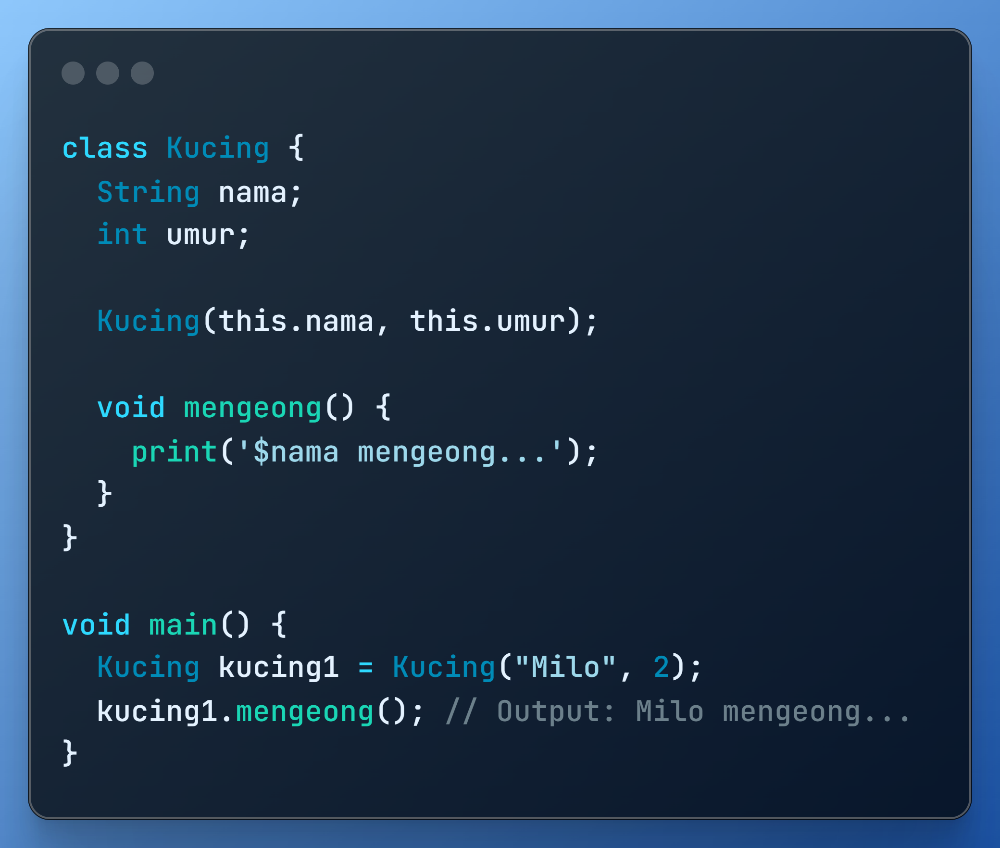 class Kucing {
  String nama;
  int umur;

  Kucing(this.nama, this.umur);

  void mengeong() {
    print('$nama mengeong...');
  }
}

void main() {
  Kucing kucing1 = Kucing("Milo", 2);
  kucing1.mengeong(); // Output: Milo mengeong...
}